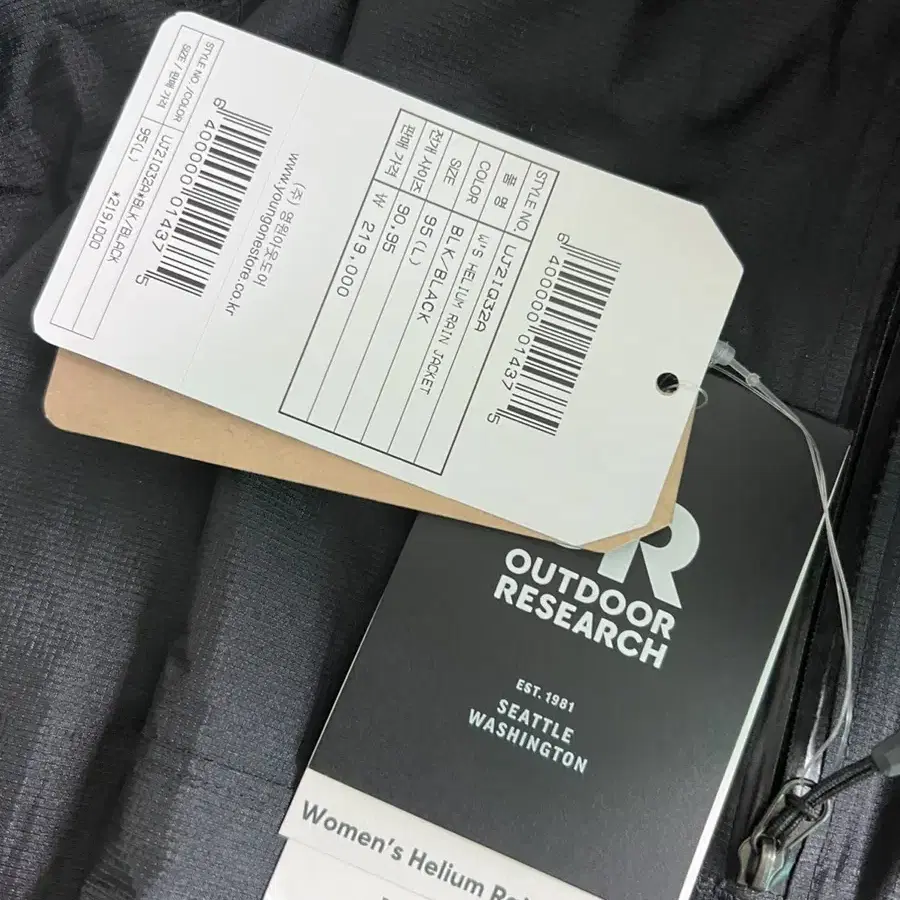 STYLE NO. UJ21Q32A
품 명 W'S HELIUM RAIN JACKET
COLOR BLK/BLACK
SIZE 95(L)
전개 사이즈 90,95
판매 가격 ₩ 219,000
6 400000 01437 5
(주) 영원아웃도어
www.youngonestore.co.kr
6 400000 01437 5
STYLE NO /COLOR UJ21Q32A*BLK/BLACK
SIZE / 판매가격 95(L)
*219,000
R
OUTDOOR
RESEARCH
EST. 1981
SEATTLE
WASHINGTON
Women's Helium